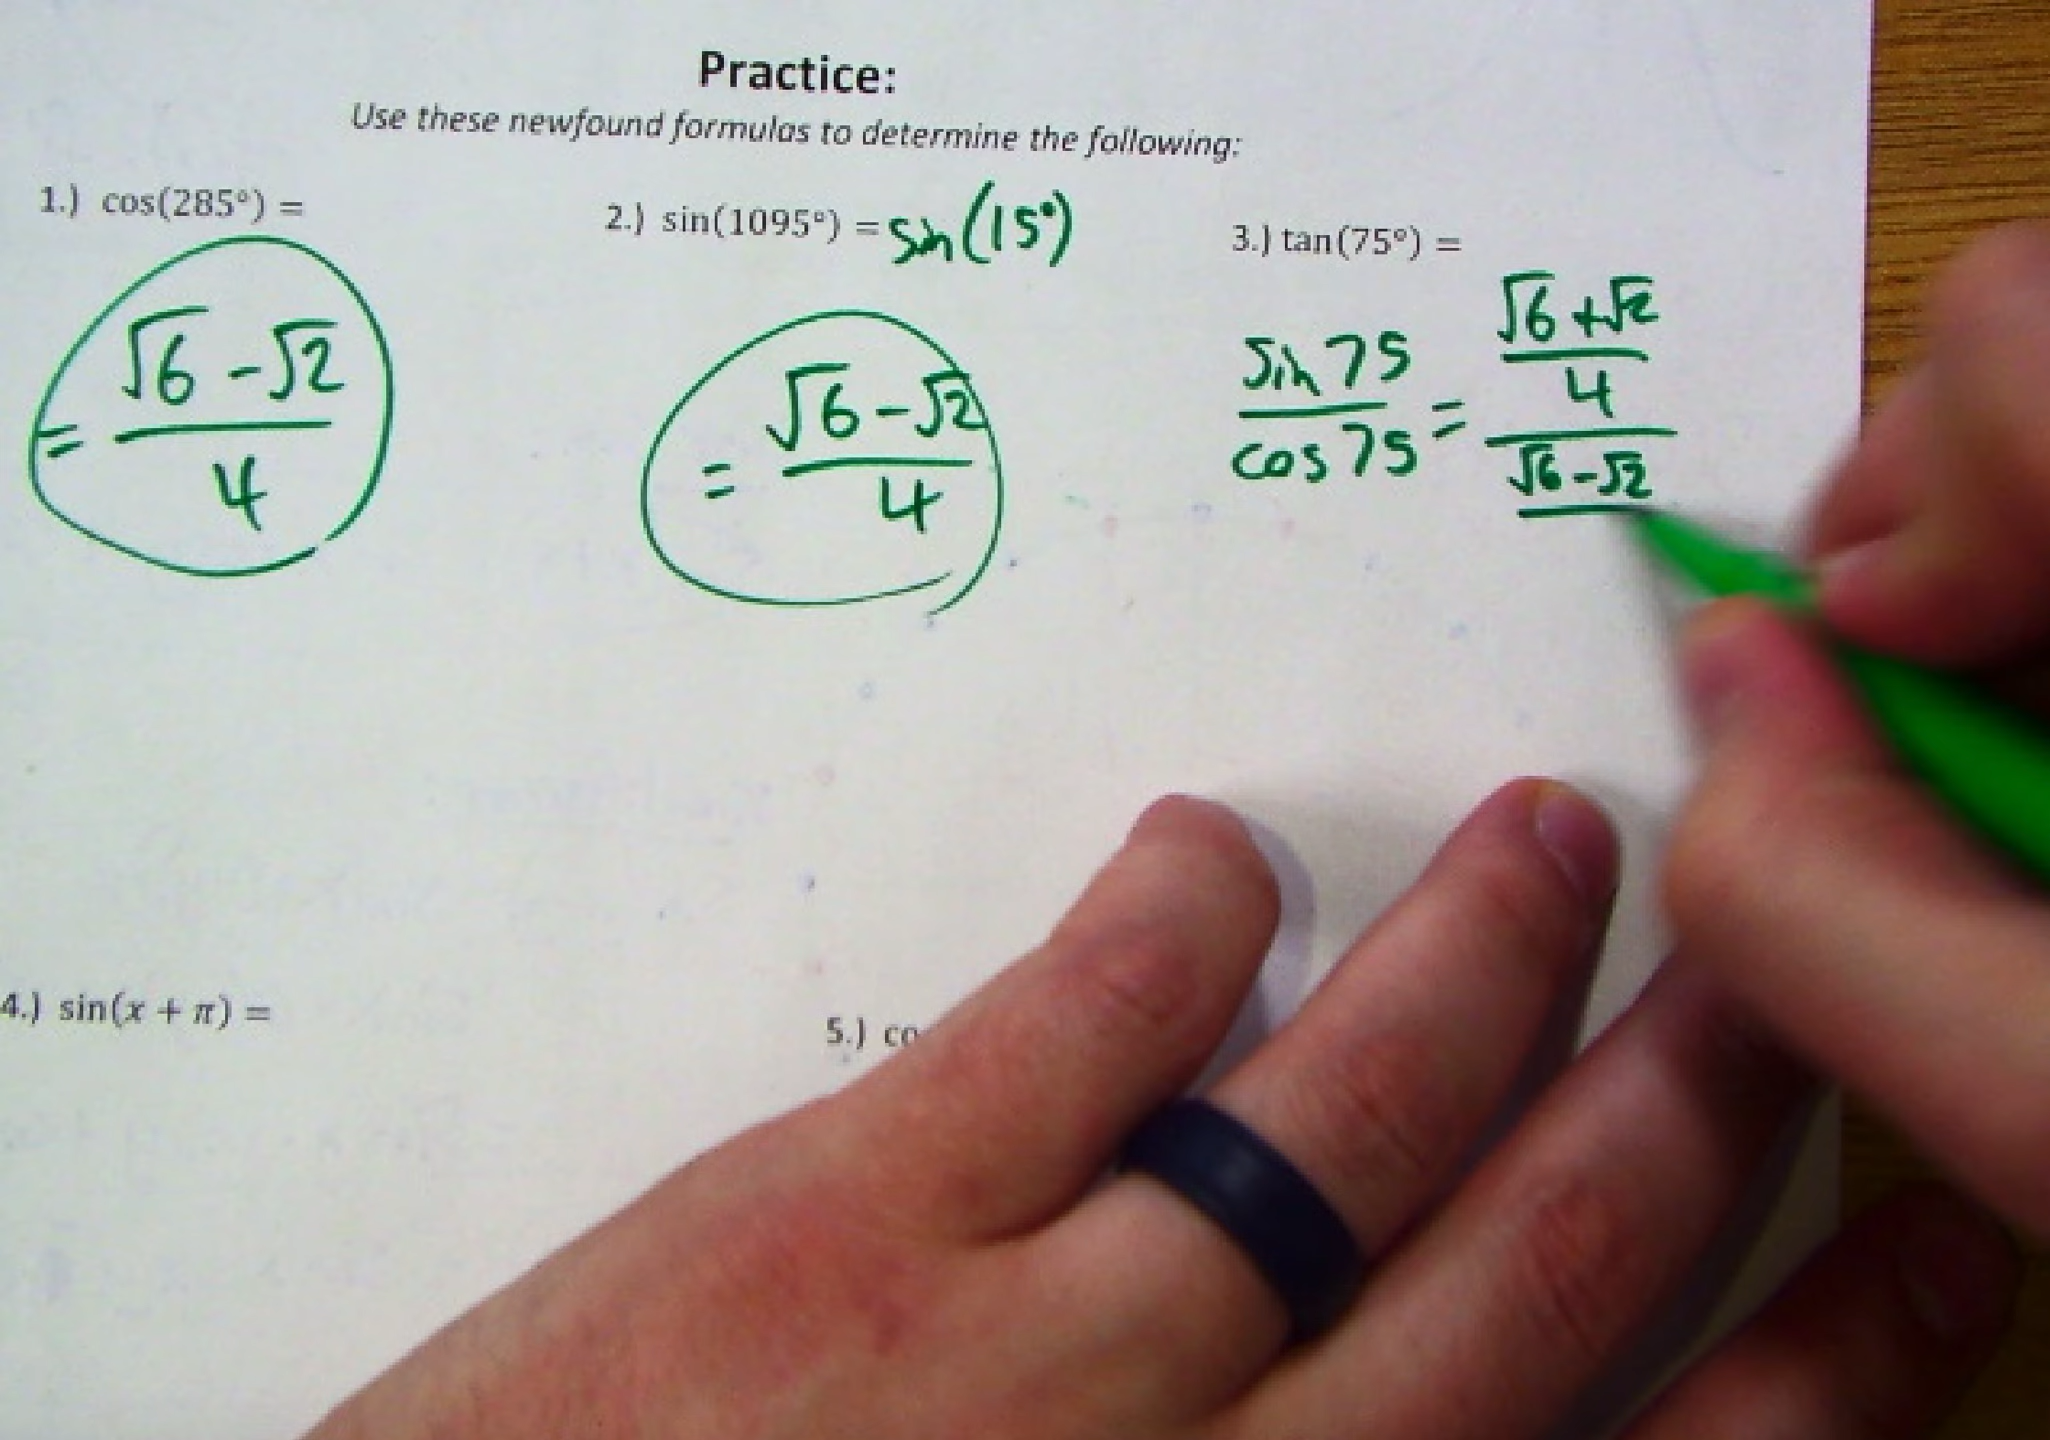 Practice:
Use these newfound formulas to determine the following:
1.) cos(285°) =
= √6 - √2 / 4
2.) sin(1095°) = sin(15°)
= √6 - √2 / 4
3.) tan(75°) =
sin 75 / cos 75 = √6 + √2 / 4 / √6 - √2
4.) sin(x + π) =
5.) co